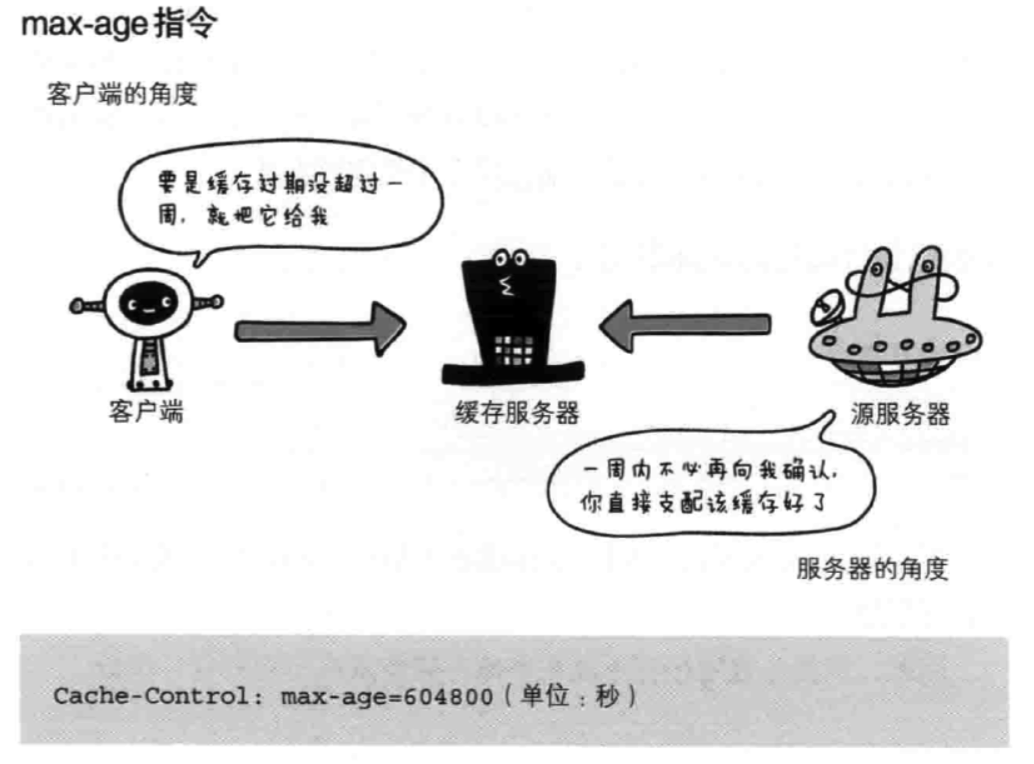 max-age指令
客户端的角度
要是缓存过期没超过一
周，就把它给我
客户端
缓存服务器
源服务器
一周内不必再向我确认，
你直接支配该缓存好了
服务器的角度
Cache-Control: max-age=604800（单位：秒）